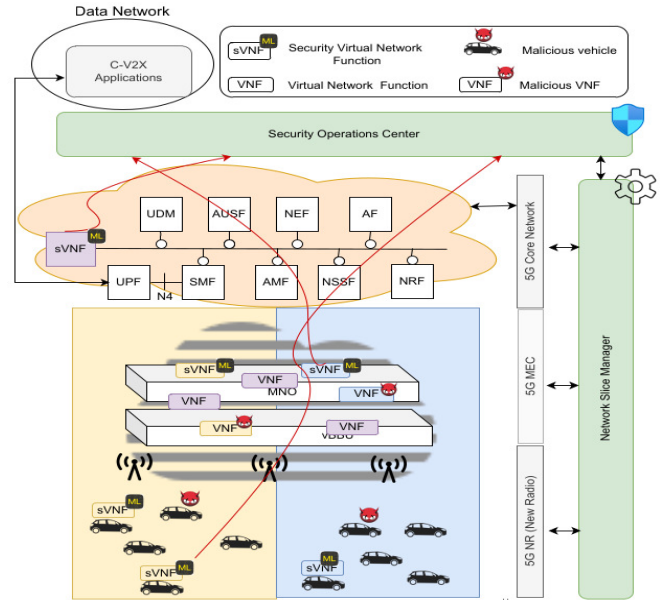 Data Network
C-V2X
Applications
sVNF
ML
Security Virtual Network
Function
Malicious vehicle
VNF
Virtual Network Function
VNF
Malicious VNF
Security Operations Center
UDM
AUSF
NEF
AF
sVNF
ML
UPF
N4
SMF
AMF
NSSF
NRF
5G Core Network
sVNF
ML
sVNF
ML
VNF
MNO
VNF
VNF
VNF
VNF
5G MEC
Network Slice Manager
sVNF
ML
sVNF
ML
sVNF
ML
5G NR (New Radio)